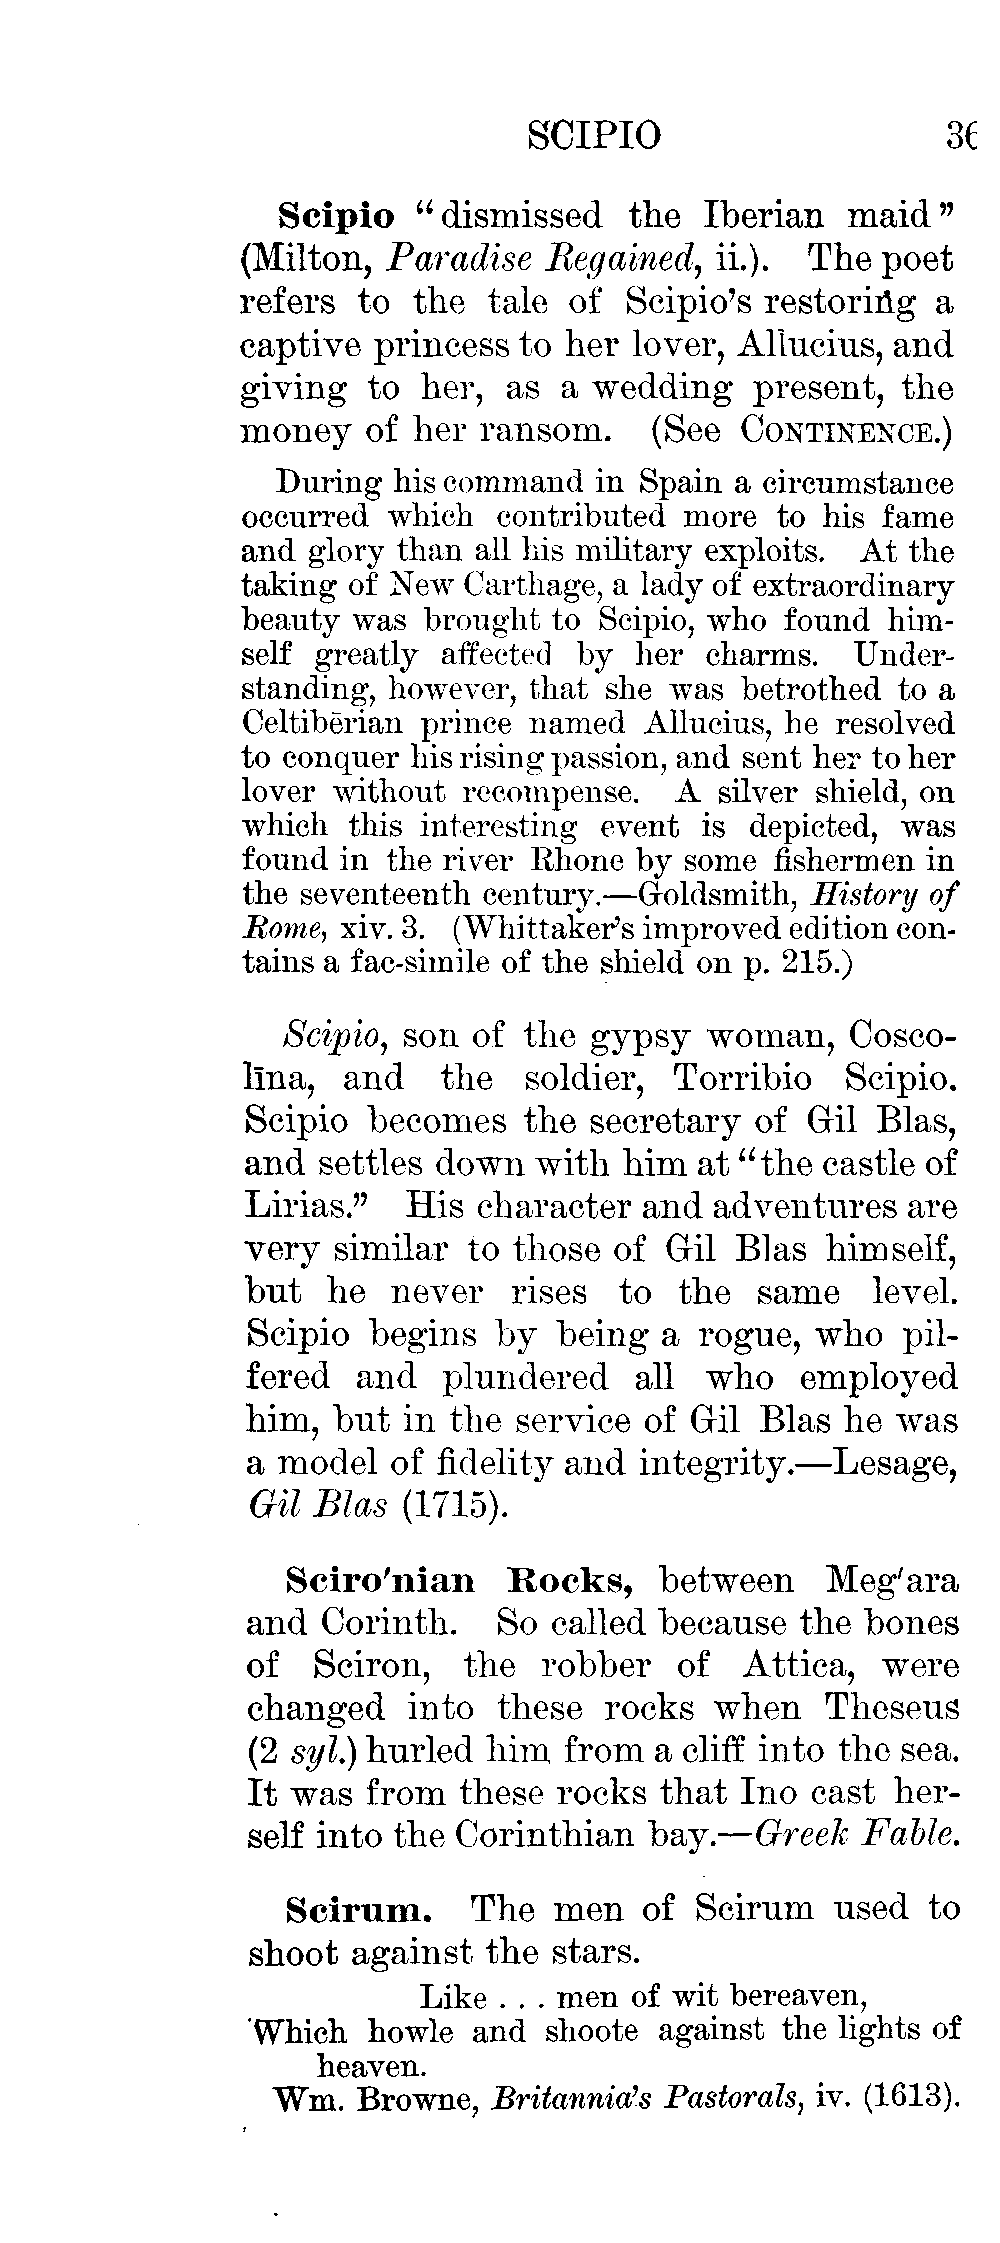 SCIPIO 36
Scipio “dismissed the Iberian maid”
(Milton, Paradise Regained, ii.). The poet
refers to the tale of Scipio’s restoring a
captive princess to her lover, Allucius, and
giving to her, as a wedding present, the
money of her ransom. (See CONTINENCE.)
During his command in Spain a circumstance
occurred which contributed more to his fame
and glory than all his military exploits. At the
taking of New Carthage, a lady of extraordinary
beauty was brought to Scipio, who found him-
self greatly affected by her charms. Under-
standing, however, that she was betrothed to a
Celtibērian prince named Allucius, he resolved
to conquer his rising passion, and sent her to her
lover without recompense. A silver shield, on
which this interesting event is depicted, was
found in the river Rhone by some fishermen in
the seventeenth century.—Goldsmith, History of
Rome, xiv. 3. (Whittaker’s improved edition con-
tains a fac-simile of the shield on p. 215.)
Scipio, son of the gypsy woman, Cosco-
līna, and the soldier, Torribio Scipio.
Scipio becomes the secretary of Gil Blas,
and settles down with him at “the castle of
Lirias.” His character and adventures are
very similar to those of Gil Blas himself,
but he never rises to the same level.
Scipio begins by being a rogue, who pil-
fered and plundered all who employed
him, but in the service of Gil Blas he was
a model of fidelity and integrity.—Lesage,
Gil Blas (1715).
Sciro′nian Rocks, between Meg′ara
and Corinth. So called because the bones
of Sciron, the robber of Attica, were
changed into these rocks when Theseus
(2 syl.) hurled him from a cliff into the sea.
It was from these rocks that Ino cast her-
self into the Corinthian bay.—Greek Fable.
Scirum. The men of Scirum used to
shoot against the stars.
Like . . . men of wit bereaven,
Which howle and shoote against the lights of
heaven.
Wm. Browne, Britannia’s Pastorals, iv. (1613).